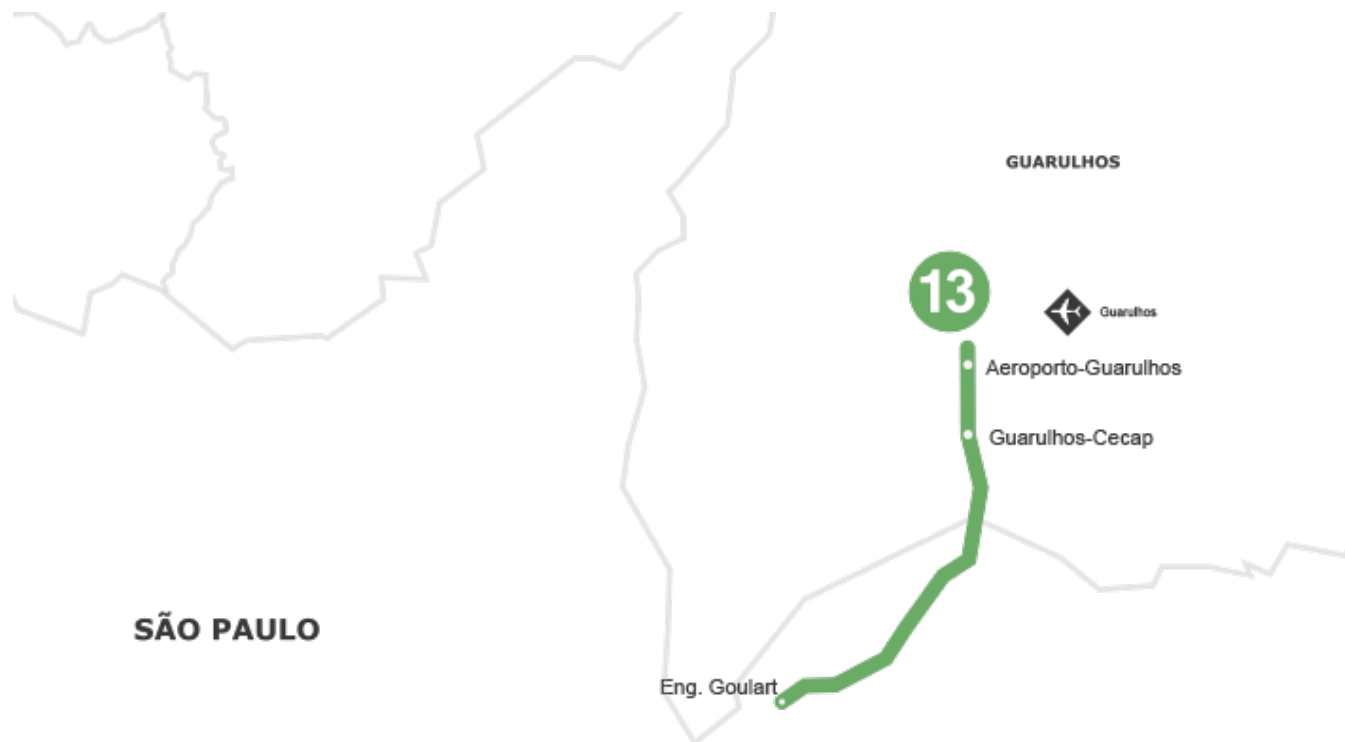 GUARULHOS
13
Guarulhos
Aeroporto-Guarulhos
Guarulhos-Cecap
SÃO PAULO
Eng. Goulart